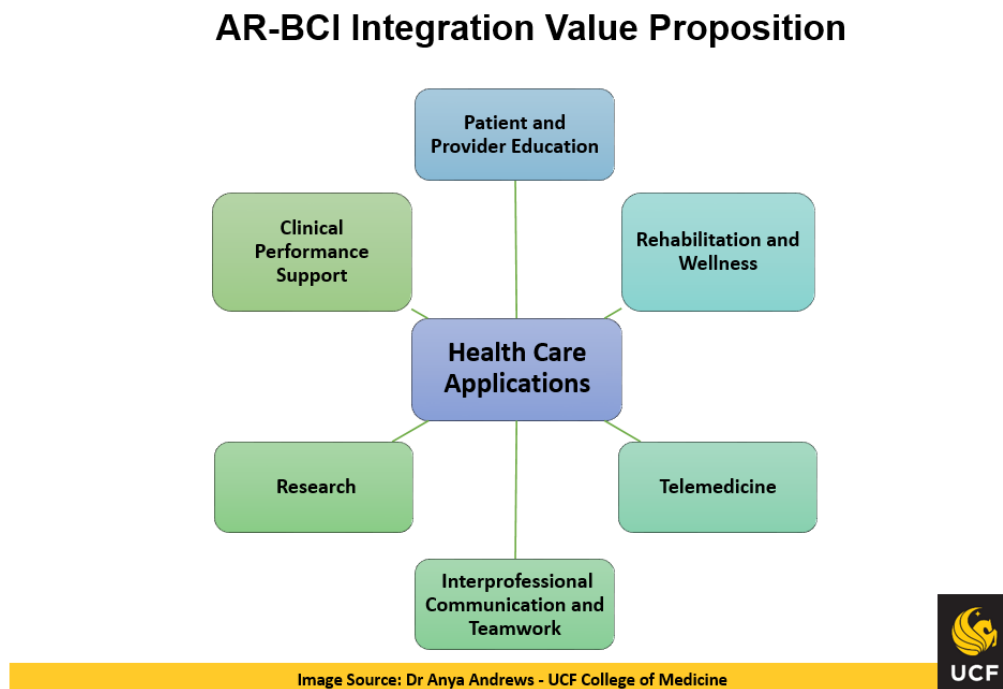 AR-BCI Integration Value Proposition
Patient and
Provider Education
Clinical
Performance
Support
Rehabilitation and
Wellness
Health Care
Applications
Research
Telemedicine
Interprofessional
Communication and
Teamwork
UCF
Image Source: Dr Anya Andrews - UCF College of Medicine